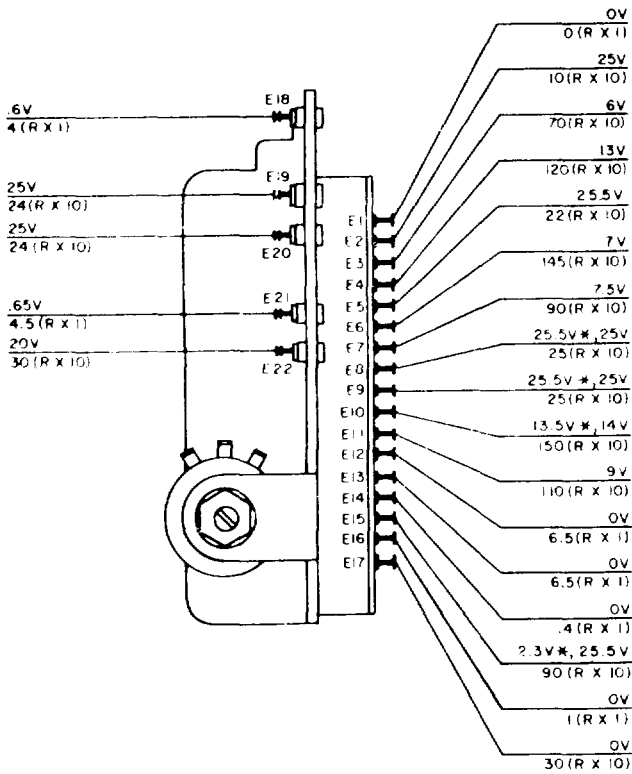 .6V
4(R X 1)
25V
24(R X 10)
25V
24(R X 10)
.65V
4.5(R X 1)
20V
30(R X 10)
E18
E19
E20
E21
E22
E1
E2
E3
E4
E5
E6
E7
E8
E9
E10
E11
E12
E13
E14
E15
E16
E17
0V
0(R X 1)
25V
10(R X 10)
6V
70(R X 10)
13V
120(R X 10)
25.5V
22(R X 10)
7V
145(R X 10)
7.5V
90(R X 10)
25.5V*,25V
25(R X 10)
25.5V*,25V
25(R X 10)
13.5V*,14V
150(R X 10)
9V
110(R X 10)
0V
6.5(R X 1)
0V
6.5(R X 1)
0V
.4(R X 1)
2.3V*, 25.5V
90(R X 10)
0V
1(R X 1)
0V
30(R X 10)